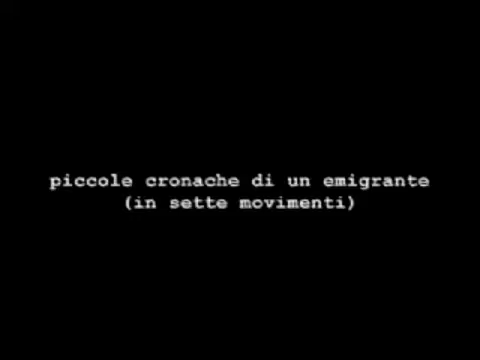 piccole cronache di un emigrante
(in sette movimenti)